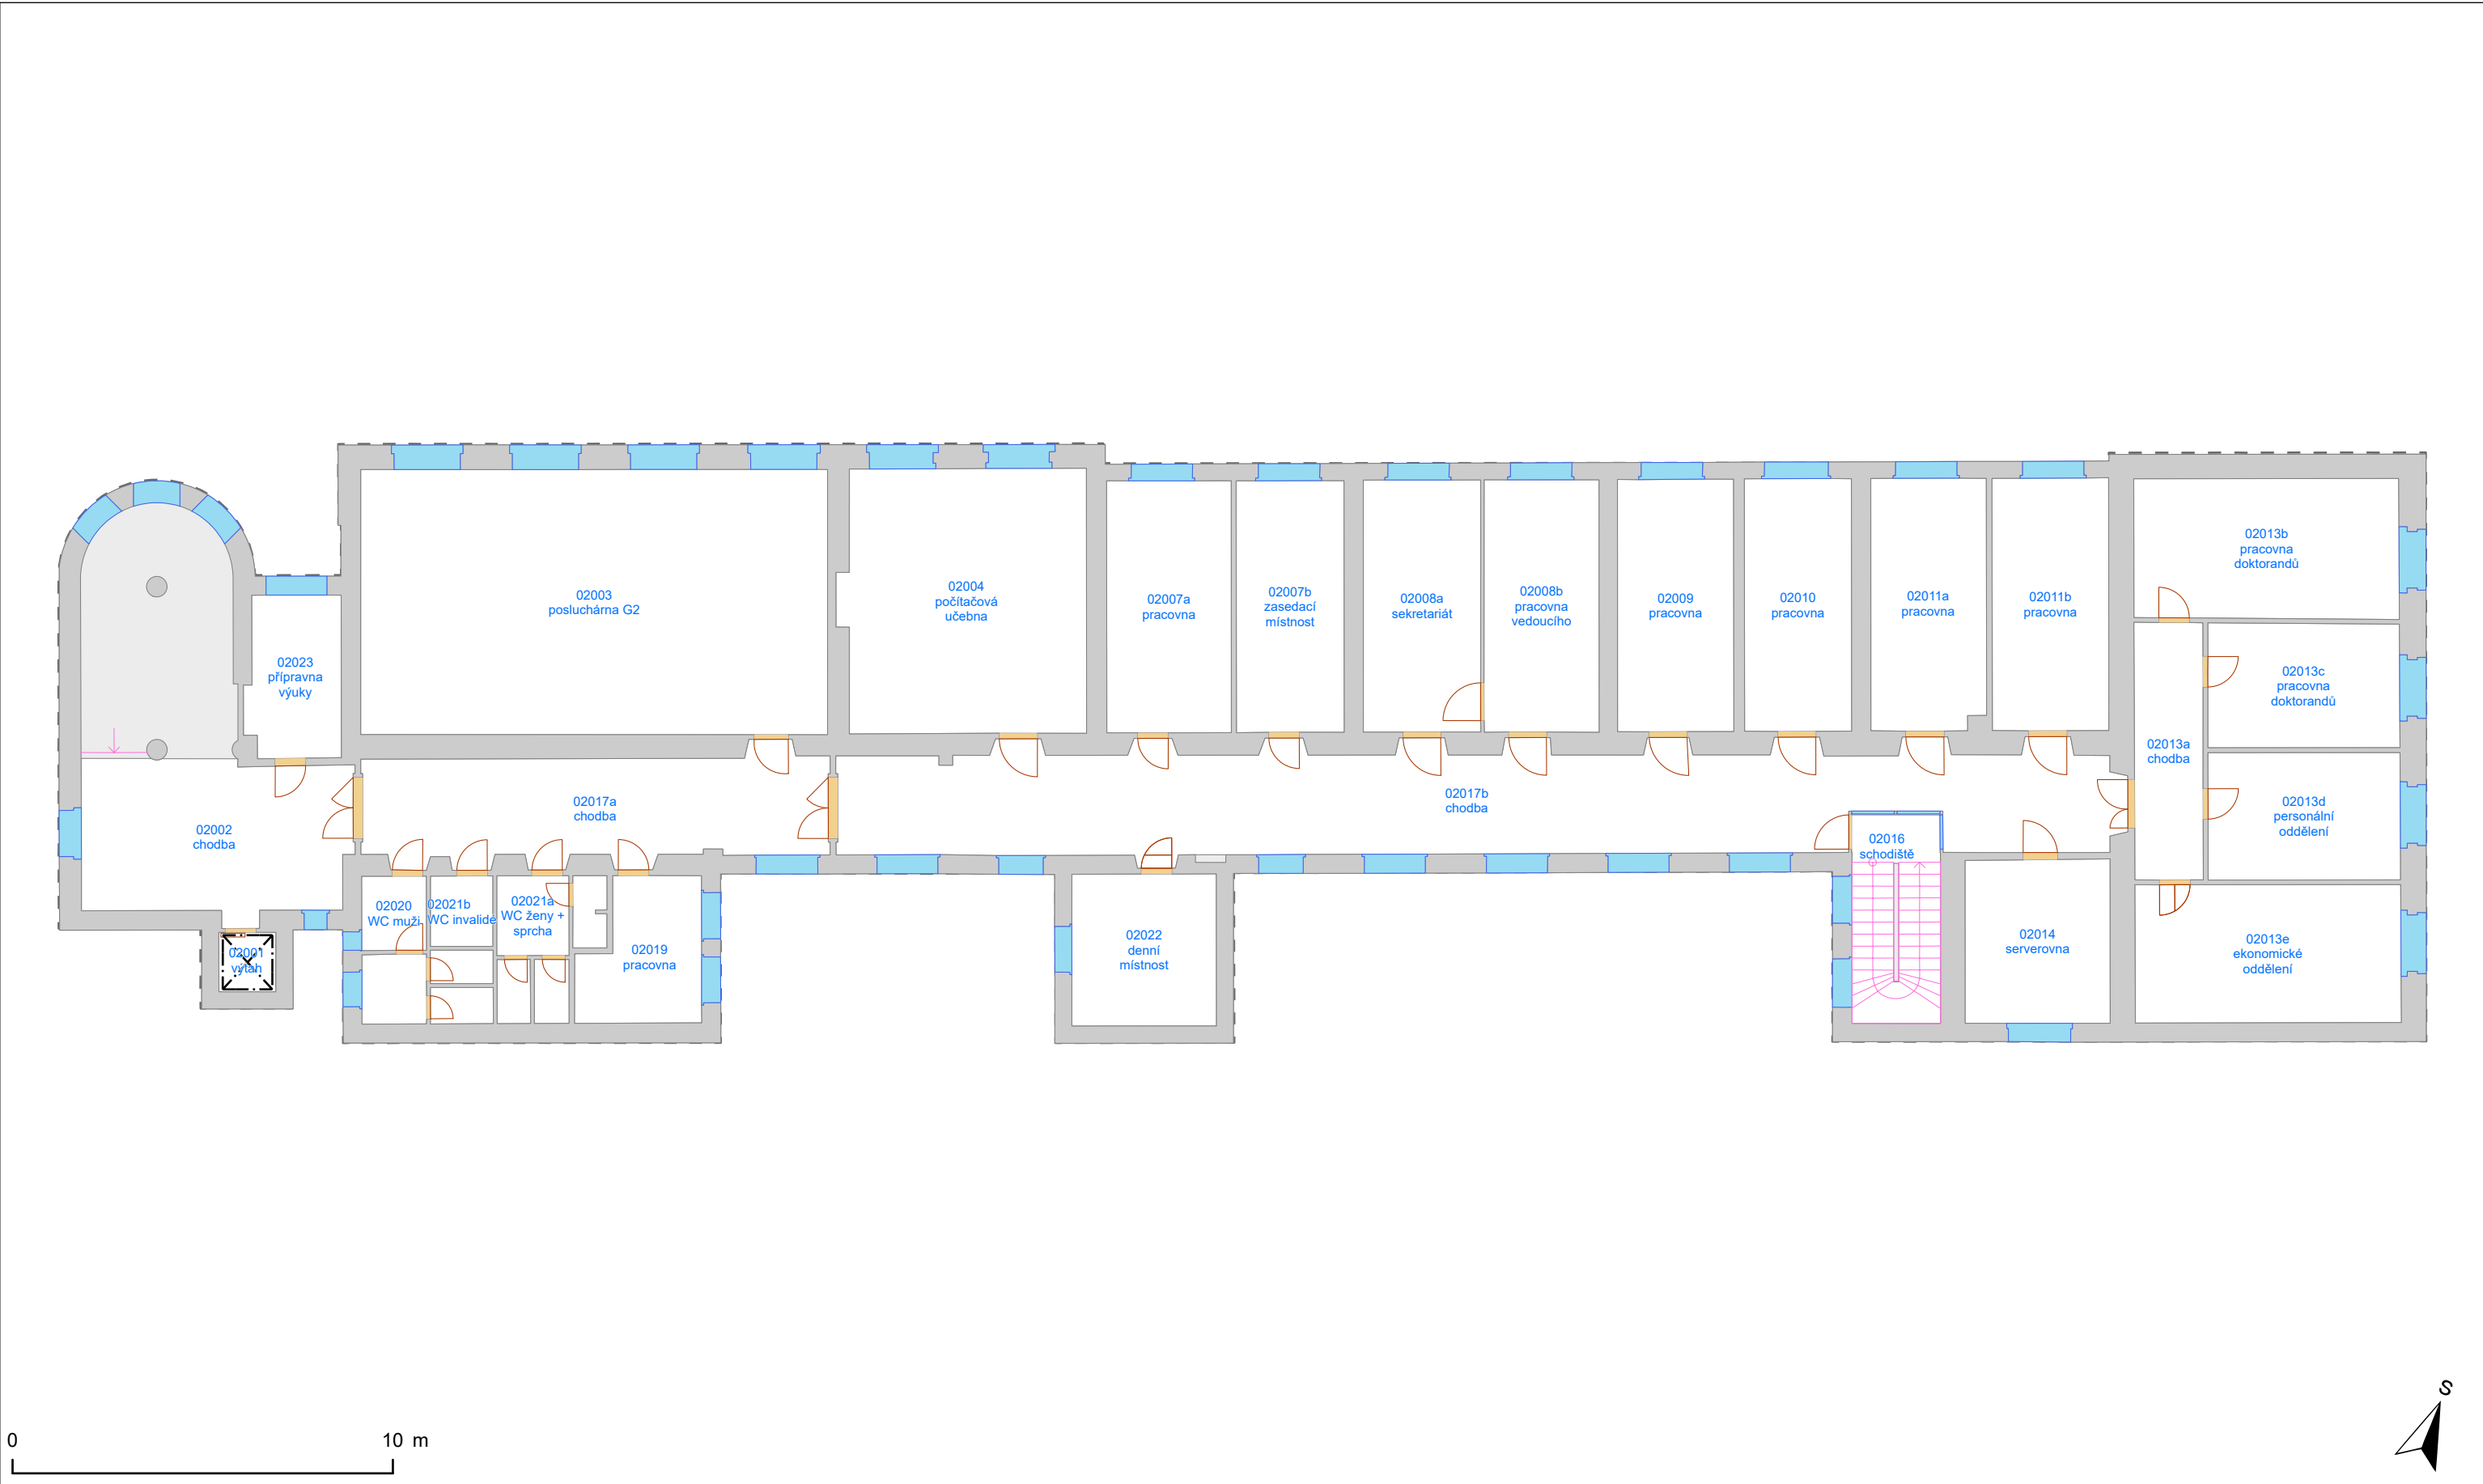 02013b
pracovna
doktorandů
02003
posluchárna G2
02004
počítačová
učebna
02007a
pracovna
02007b
zasedací
místnost
02008a
sekretariát
02008b
pracovna
vedoucího
02009
pracovna
02010
pracovna
02011a
pracovna
02011b
pracovna
02023
přípravna
výuky
02013c
pracovna
doktorandů
02013a
chodba
02002
chodba
02017a
chodba
02017b
chodba
02013d
personální
oddělení
02016
schodiště
02020
WC muži
02021b
WC invalidé
02021a
WC ženy +
sprcha
02019
pracovna
02001
výtah
02022
denní
místnost
02014
serverovna
02013e
ekonomické
oddělení
S
0 10 m